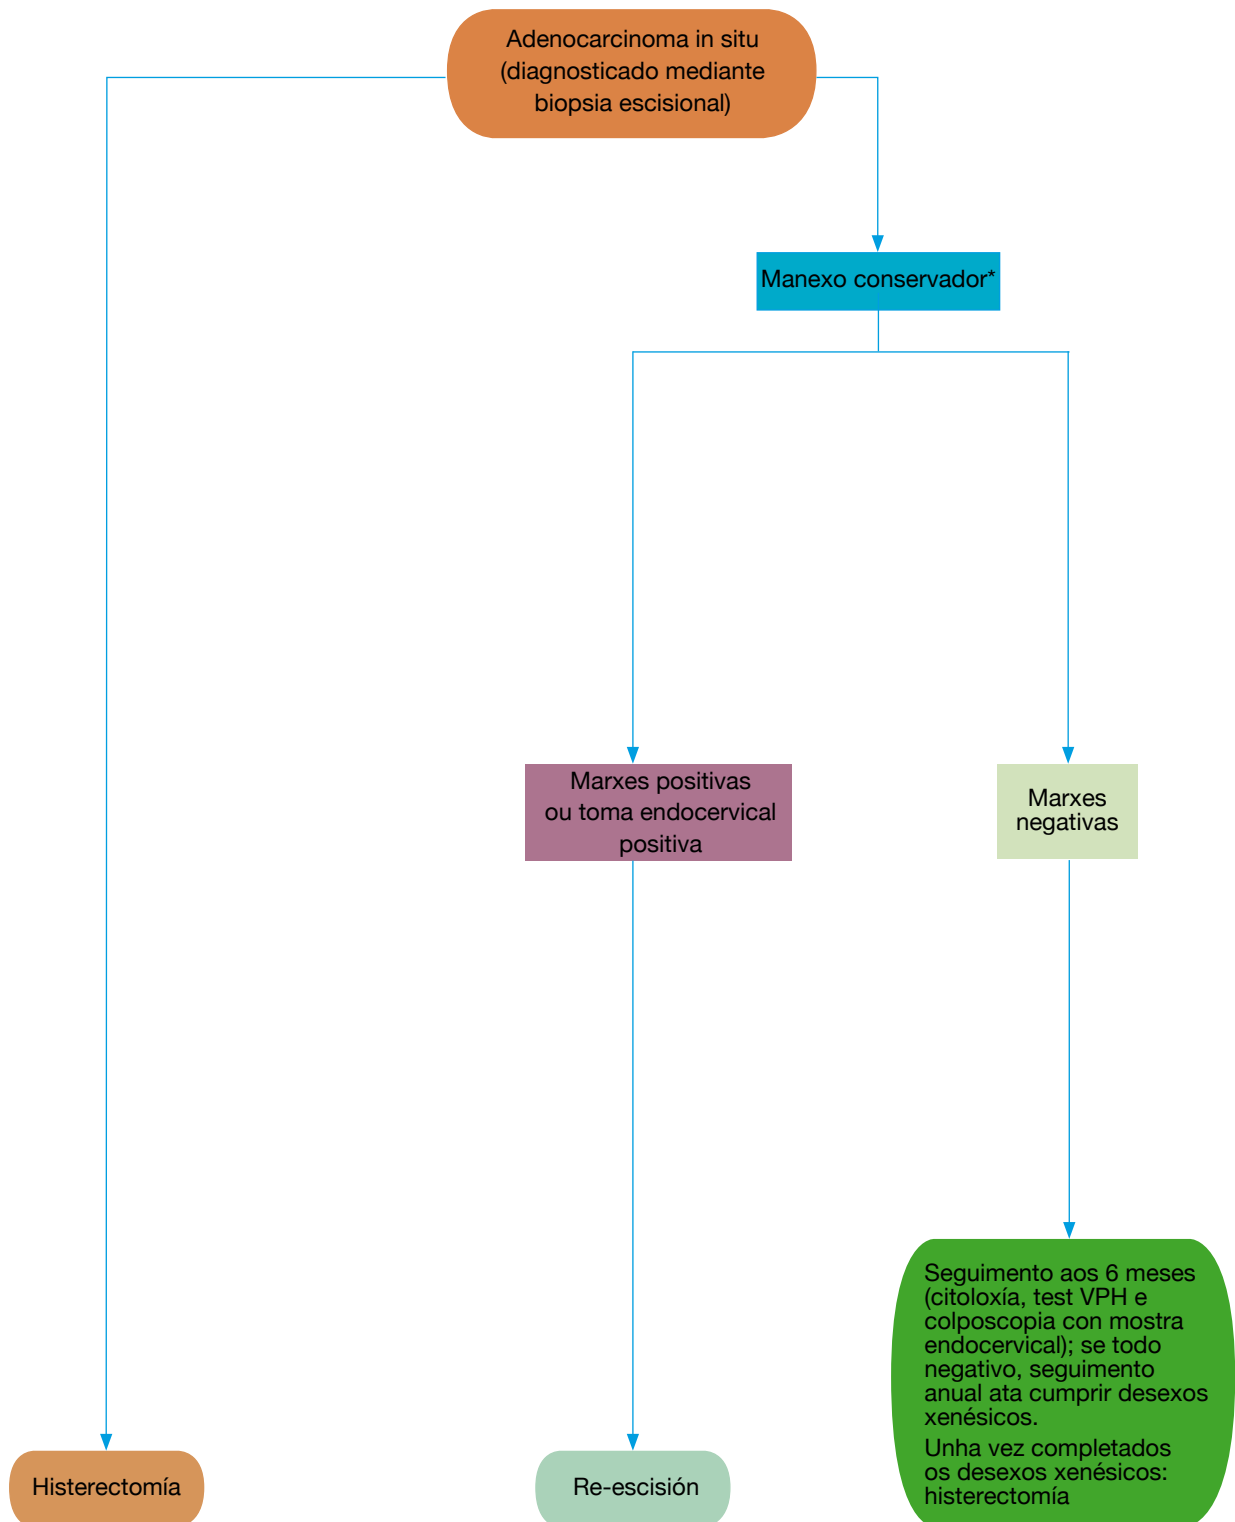 Adenocarcinoma in situ
(diagnosticado mediante
biopsia escisional)
Manexo conservador*
Marxes positivas
ou toma endocervical
positiva
Marxes
negativas
Seguimento aos 6 meses
(citoloxía, test VPH e
colposcopia con mostra
endocervical); se todo
negativo, seguimento
anual ata cumprir desexos
xenésicos.
Unha vez completados
os desexos xenésicos:
histerectomía
Histerectomía
Re-escisión